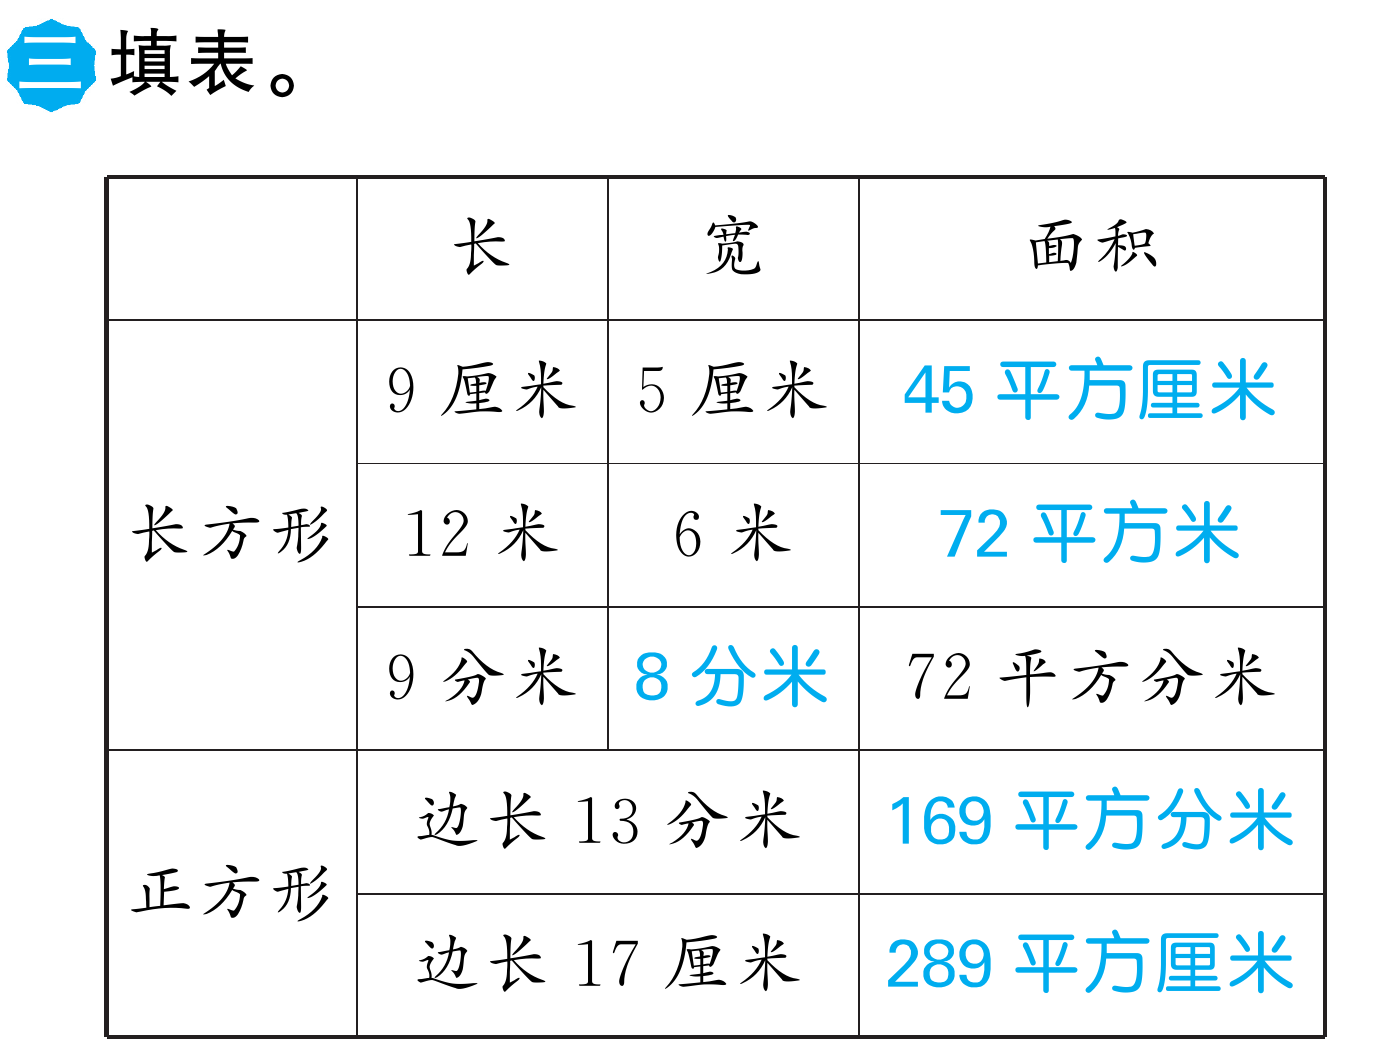 三 填表。
长 宽 面积
9 厘米 5 厘米 45 平方厘米
长方形 12 米 6 米 72 平方米
9 分米 8 分米 72 平方分米
边长 13 分米 169 平方分米
正方形
边长 17 厘米 289 平方厘米